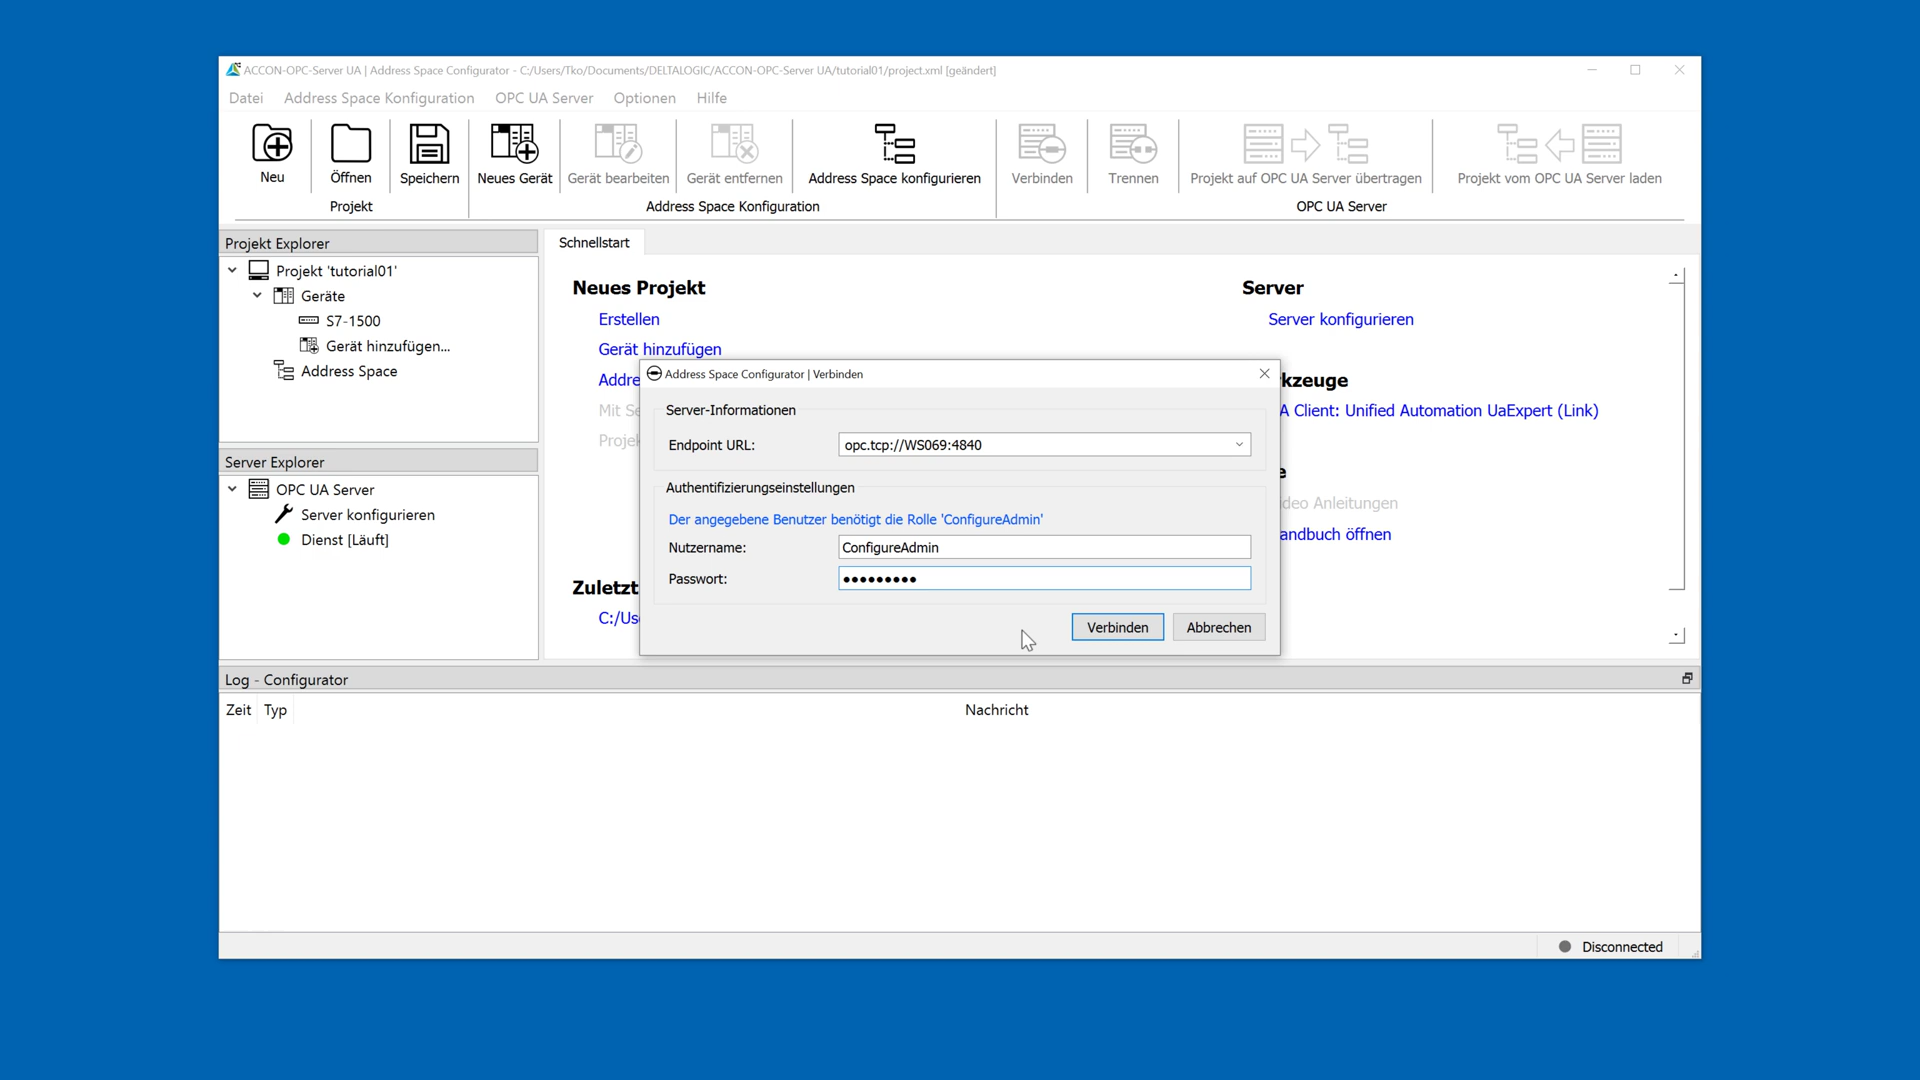 ACCON-OPC-Server UA | Address Space Configurator - C:/Users/Tko/Documents/DELTALOGIC/ACCON-OPC-Server UA/tutorial01/project.xml [geändert]
Datei Address Space Konfiguration OPC UA Server Optionen Hilfe
Neu Öffnen Speichern Neues Gerät Gerät bearbeiten Gerät entfernen Address Space konfigurieren Verbinden Trennen Projekt auf OPC UA Server übertragen Projekt vom OPC UA Server laden
Projekt Address Space Konfiguration OPC UA Server
Projekt Explorer
Projekt 'tutorial01'
Geräte
S7-1500
Gerät hinzufügen...
Address Space
Server Explorer
OPC UA Server
Server konfigurieren
Dienst [Läuft]
Schnellstart
Neues Projekt
Erstellen
Gerät hinzufügen
Addre
Mit Se
Projek
Zuletzt
C:/Us
Server
Server konfigurieren
kzeuge
A Client: Unified Automation UaExpert (Link)
e
deo Anleitungen
andbuch öffnen
Address Space Configurator | Verbinden
Server-Informationen
Endpoint URL: opc.tcp://WS069:4840
Authentifizierungseinstellungen
Der angegebene Benutzer benötigt die Rolle 'ConfigureAdmin'
Nutzername: ConfigureAdmin
Passwort: ●●●●●●●●●
Verbinden Abbrechen
Log - Configurator
Zeit Typ Nachricht
Disconnected